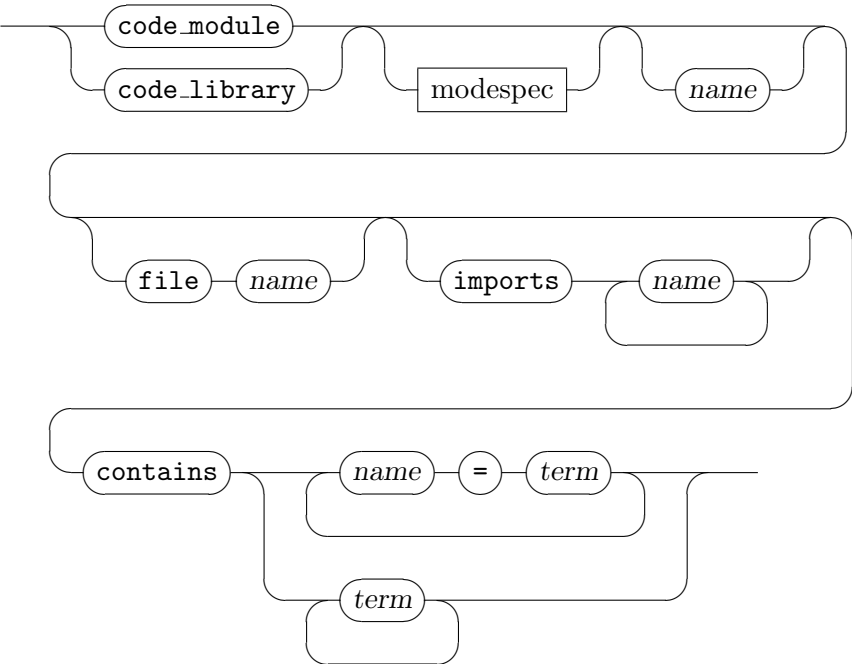 code_module
code_library modespec name
file name imports name
contains name = term
term